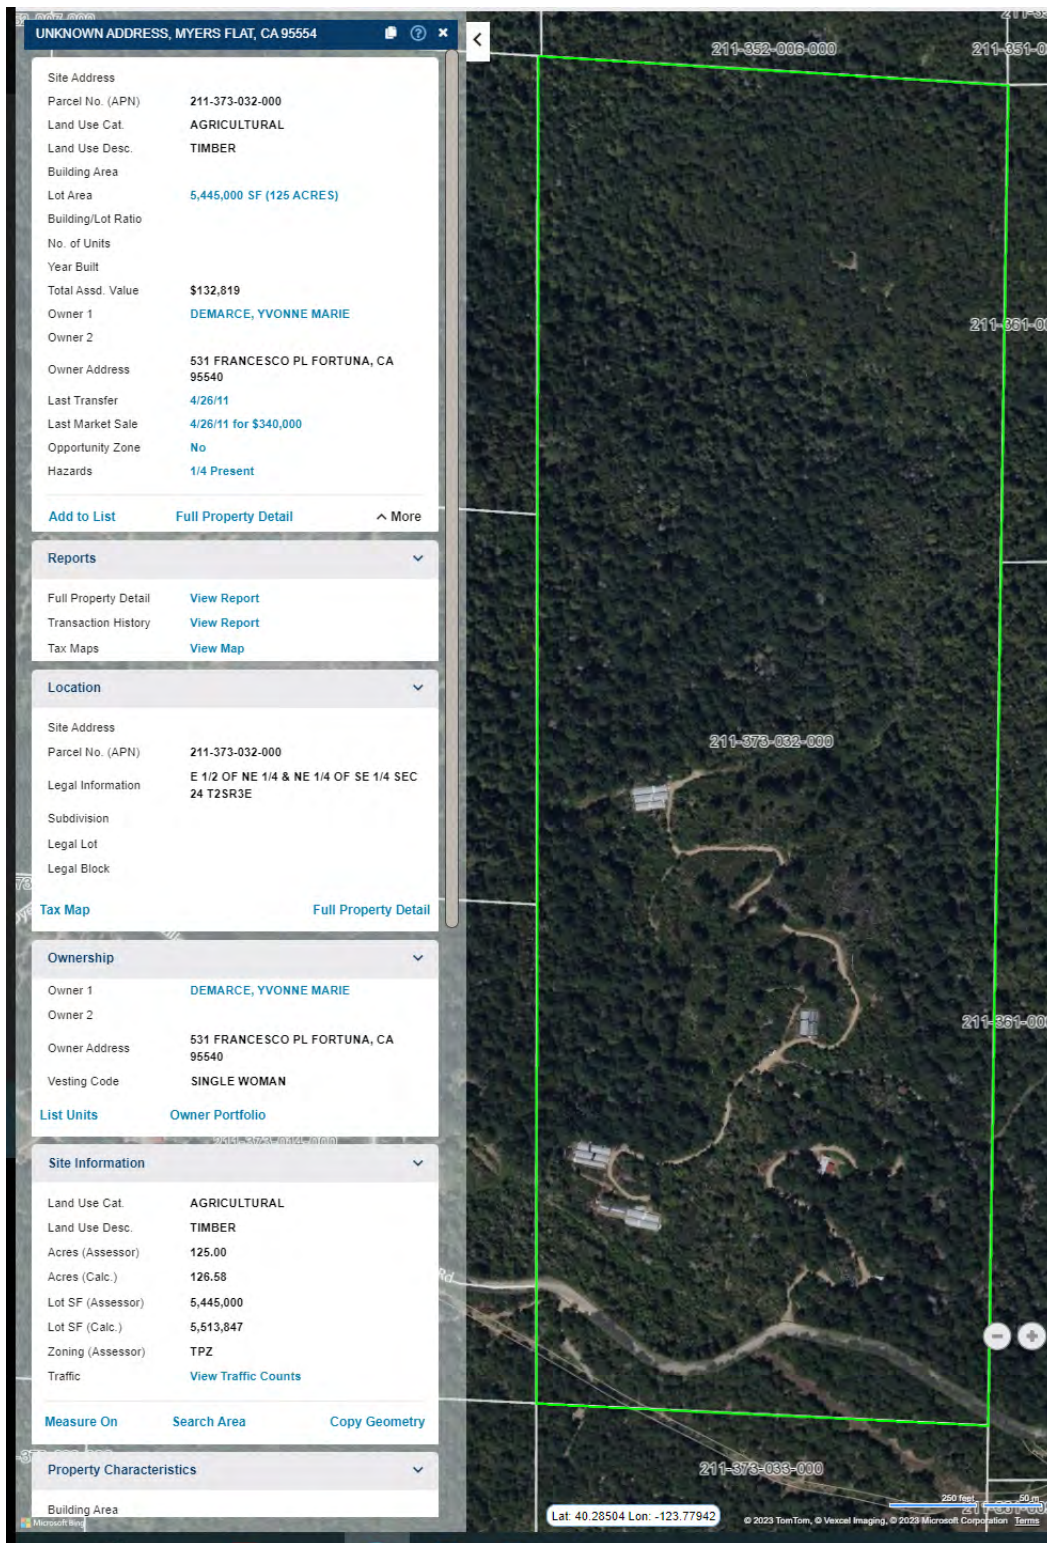 UNKNOWN ADDRESS, MYERS FLAT, CA 95554
Site Address
Parcel No. (APN) 211-373-032-000
Land Use Cat. AGRICULTURAL
Land Use Desc. TIMBER
Building Area
Lot Area 5,445,000 SF (125 ACRES)
Building/Lot Ratio
No. of Units
Year Built
Total Assd. Value $132,819
Owner 1 DEMARCE, YVONNE MARIE
Owner 2
Owner Address 531 FRANCESCO PL FORTUNA, CA
95540
Last Transfer 4/26/11
Last Market Sale 4/26/11 for $340,000
Opportunity Zone No
Hazards 1/4 Present
Add to List Full Property Detail More
Reports
Full Property Detail View Report
Transaction History View Report
Tax Maps View Map
Location
Site Address
Parcel No. (APN) 211-373-032-000
Legal Information E 1/2 OF NE 1/4 & NE 1/4 OF SE 1/4 SEC
24 T2SR3E
Subdivision
Legal Lot
Legal Block
Tax Map Full Property Detail
Ownership
Owner 1 DEMARCE, YVONNE MARIE
Owner 2
Owner Address 531 FRANCESCO PL FORTUNA, CA
95540
Vesting Code SINGLE WOMAN
List Units Owner Portfolio
Site Information
Land Use Cat. AGRICULTURAL
Land Use Desc. TIMBER
Acres (Assessor) 125.00
Acres (Calc.) 126.58
Lot SF (Assessor) 5,445,000
Lot SF (Calc.) 5,513,847
Zoning (Assessor) TPZ
Traffic View Traffic Counts
Measure On Search Area Copy Geometry
Property Characteristics
Building Area
Microsoft Bing
211-352-006-000
211-351-0
211-361-00
211-373-032-000
211-361-000
Rd
211-373-033-000
250 feet 50 m
Lat: 40.28504 Lon: -123.77942
© 2023 TomTom, © Vexcel Imaging, © 2023 Microsoft Corporation Terms